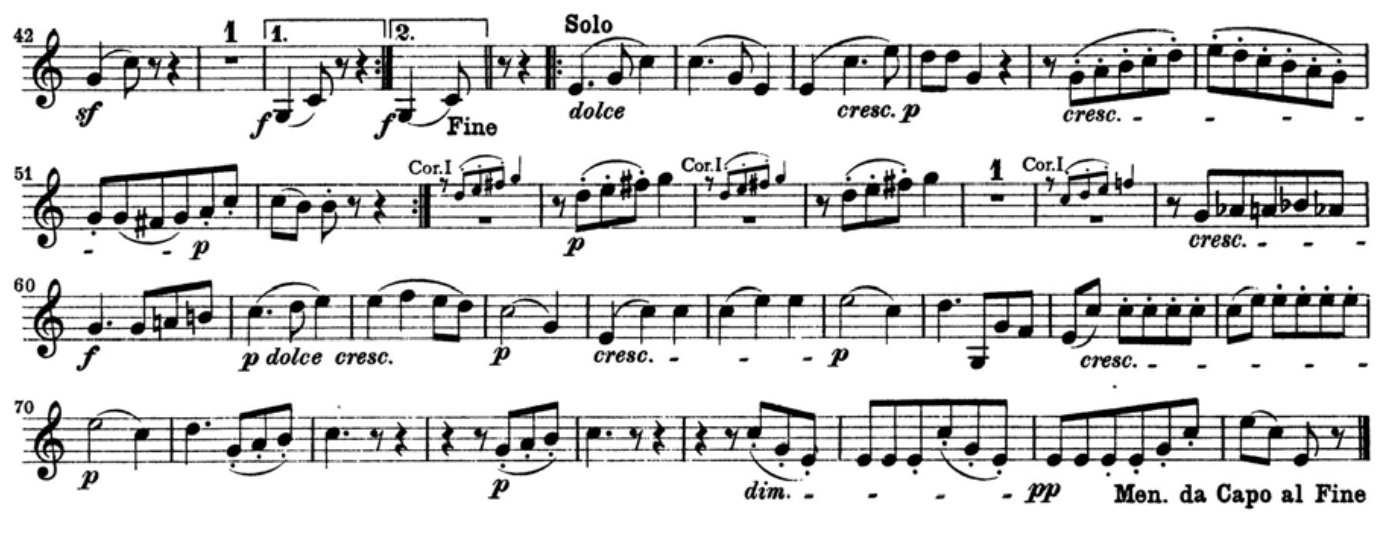 42 1 1. 2. Solo
sf f f Fine dolce cresc. p cresc. - - - -
51 Cor.I Cor.I 1 Cor.I
- - p p cresc. - - -
60
f p dolce cresc. p cresc. - - - p cresc. - - - - -
70
p p dim. - - - - pp Men. da Capo al Fine